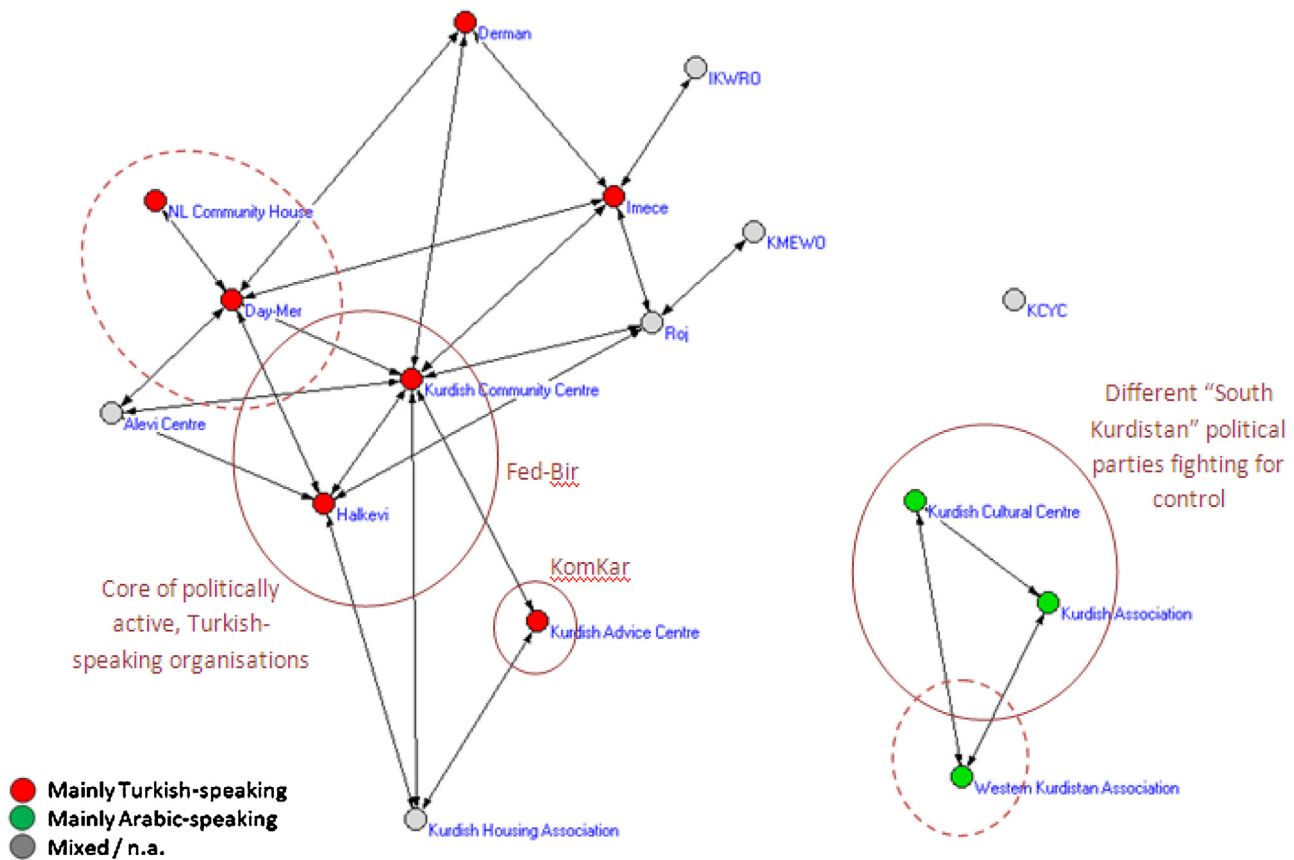 Derman
IKWRO
NL Community House
Imece
KMEWO
Day-Mer
KCYC
Roj
Kurdish Community Centre
Alevi Centre
Different “South
Kurdistan” political
parties fighting for
control
Fed-Bir
Halkevi
Kurdish Cultural Centre
KomKar
Core of politically
active, Turkish-
speaking organisations
Kurdish Advice Centre
Kurdish Association
Western Kurdistan Association
Kurdish Housing Association
Mainly Turkish-speaking
Mainly Arabic-speaking
Mixed / n.a.